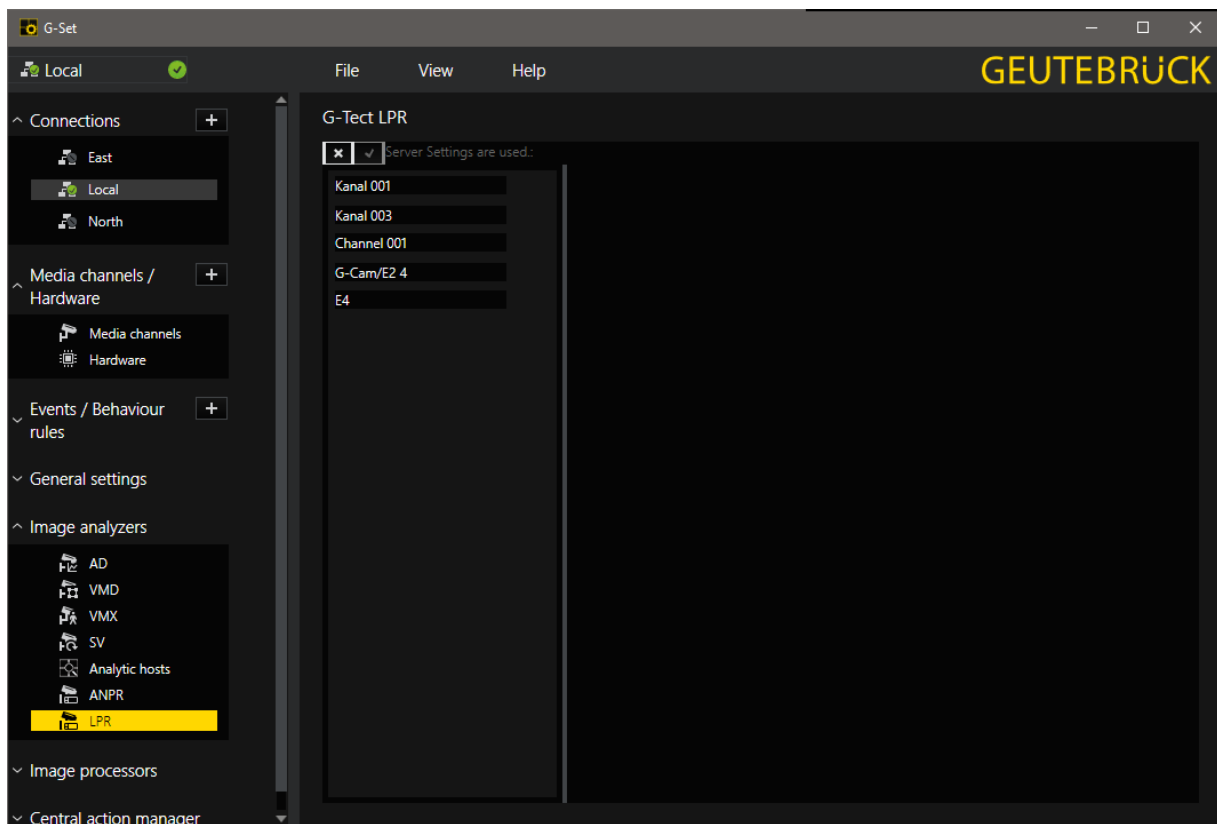 G-Set
Local
File View Help
GEUTEBRÜCK
Connections
East
Local
North
Media channels /
Hardware
Media channels
Hardware
Events / Behaviour
rules
General settings
Image analyzers
AD
VMD
VMX
SV
Analytic hosts
ANPR
LPR
Image processors
Central action manager
G-Tect LPR
Server Settings are used.:
Kanal 001
Kanal 003
Channel 001
G-Cam/E2 4
E4